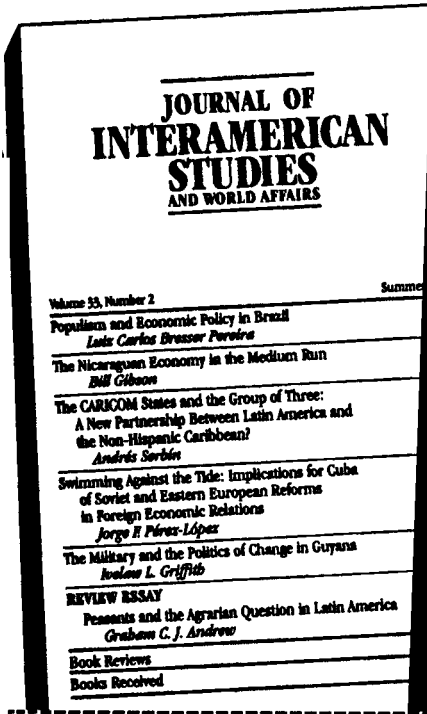 JOURNAL OF
INTERAMERICAN
STUDIES
AND WORLD AFFAIRS
Volume 33, Number 2
Summe
Populism and Economic Policy in Brazil
Luiz Carlos Bresser Pereira
The Nicaraguan Economy in the Medium Run
Bill Gibson
The CARICOM States and the Group of Three:
A New Partnership Between Latin America and
the Non-Hispanic Caribbean?
Andrés Serbín
Swimming Against the Tide: Implications for Cuba
of Soviet and Eastern European Reforms
in Foreign Economic Relations
Jorge F. Pérez-López
The Military and the Politics of Change in Guyana
Ivelaw L. Griffith
REVIEW ESSAY
Peasants and the Agrarian Question in Latin America
Graham C. J. Andrew
Book Reviews
Books Received